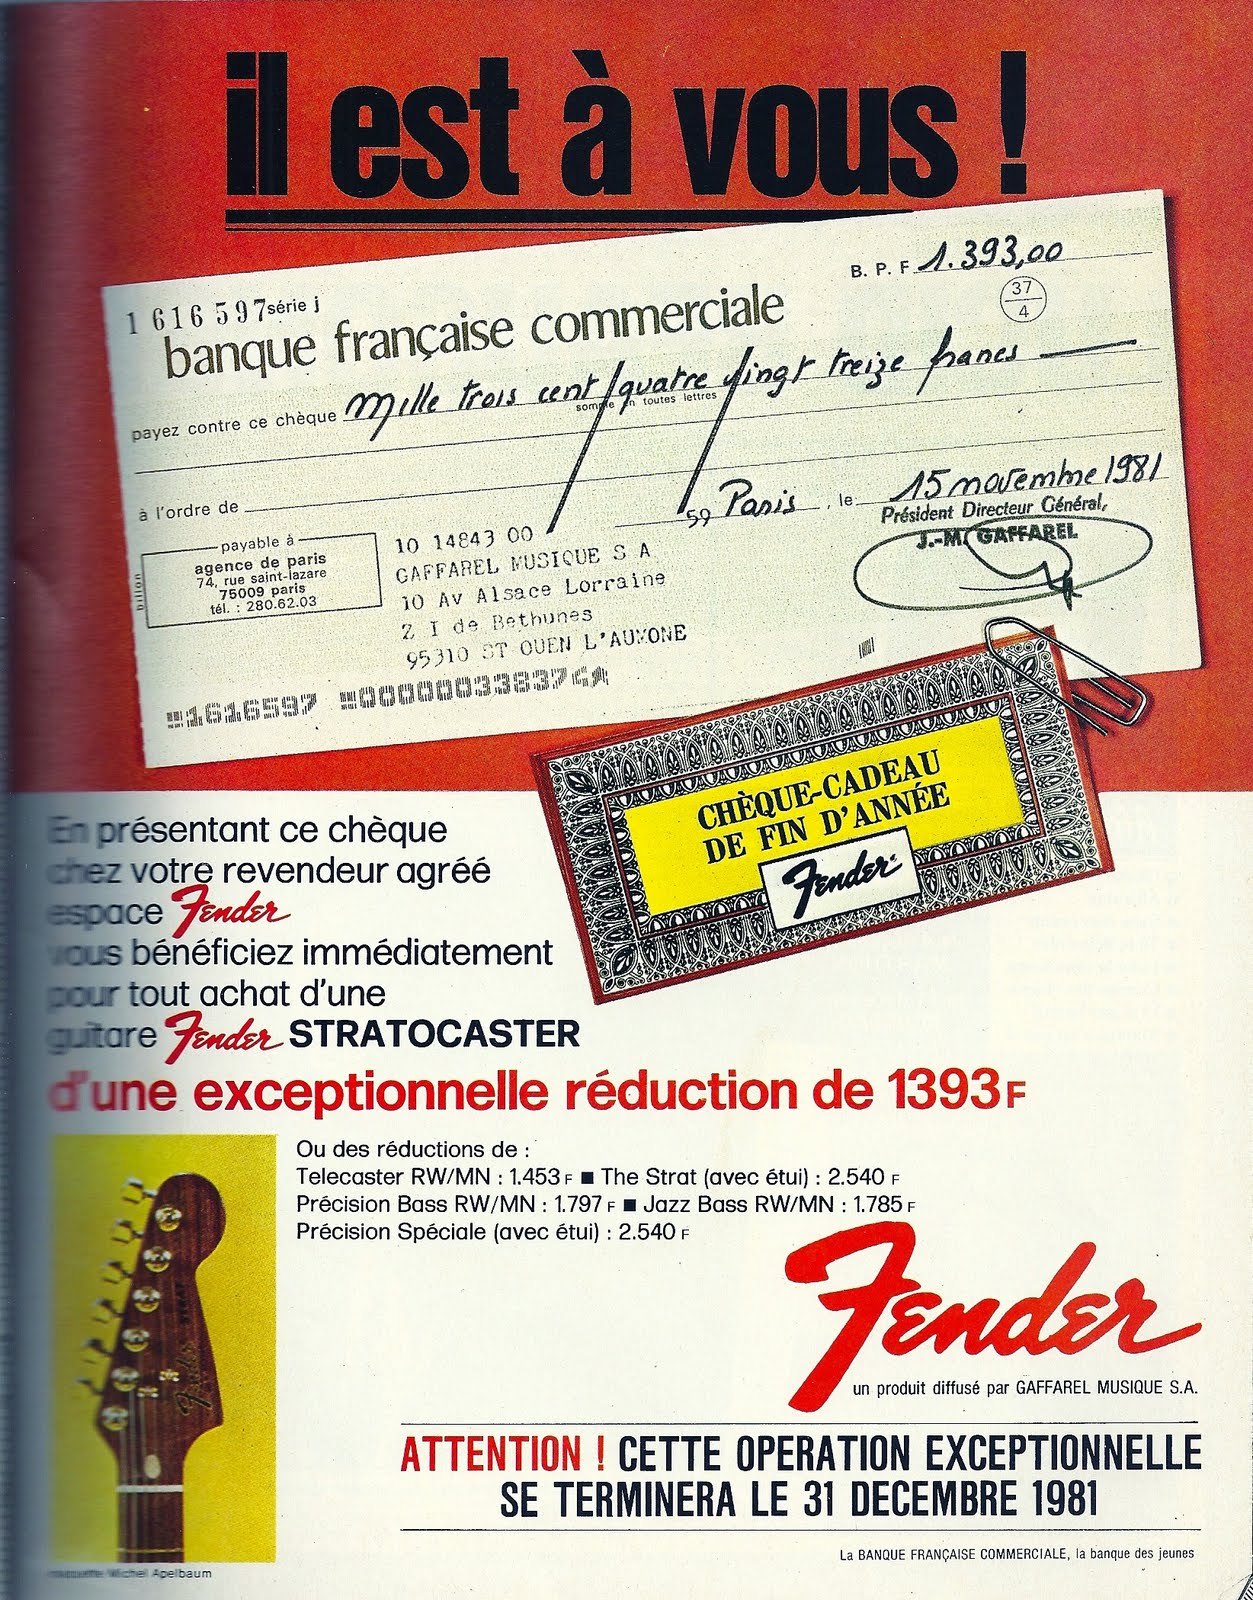 il est à vous !
1 616 597 série j
B. P. F 1.393,00
37
4
banque française commerciale
payez contre ce chèque Mille trois cent quatre vingt treize francs
somme en toutes lettres
à l'ordre de
59 Paris, le 15 novembre 1981
Président Directeur Général,
J.-M. GAFFAREL
payable à
agence de paris
74, rue saint-lazare
75009 paris
tél. : 280.62.03
billon
10 14843 00
GAFFAREL MUSIQUE S A
10 Av Alsace Lorraine
Z I de Bethunes
95310 ST OUEN L'AUMONE
1616597 000000338376
CHÈQUE-CADEAU
DE FIN D'ANNÉE
Fender
En présentant ce chèque
chez votre revendeur agréé
espace Fender
vous bénéficiez immédiatement
pour tout achat d'une
guitare Fender STRATOCASTER
d'une exceptionnelle réduction de 1393 F
Ou des réductions de :
Telecaster RW/MN : 1.453 F ■ The Strat (avec étui) : 2.540 F
Précision Bass RW/MN : 1.797 F ■ Jazz Bass RW/MN : 1.785 F
Précision Spéciale (avec étui) : 2.540 F
Fender
un produit diffusé par GAFFAREL MUSIQUE S.A.
ATTENTION ! CETTE OPERATION EXCEPTIONNELLE
SE TERMINERA LE 31 DECEMBRE 1981
La BANQUE FRANÇAISE COMMERCIALE, la banque des jeunes
maquette Michel Apelbaum